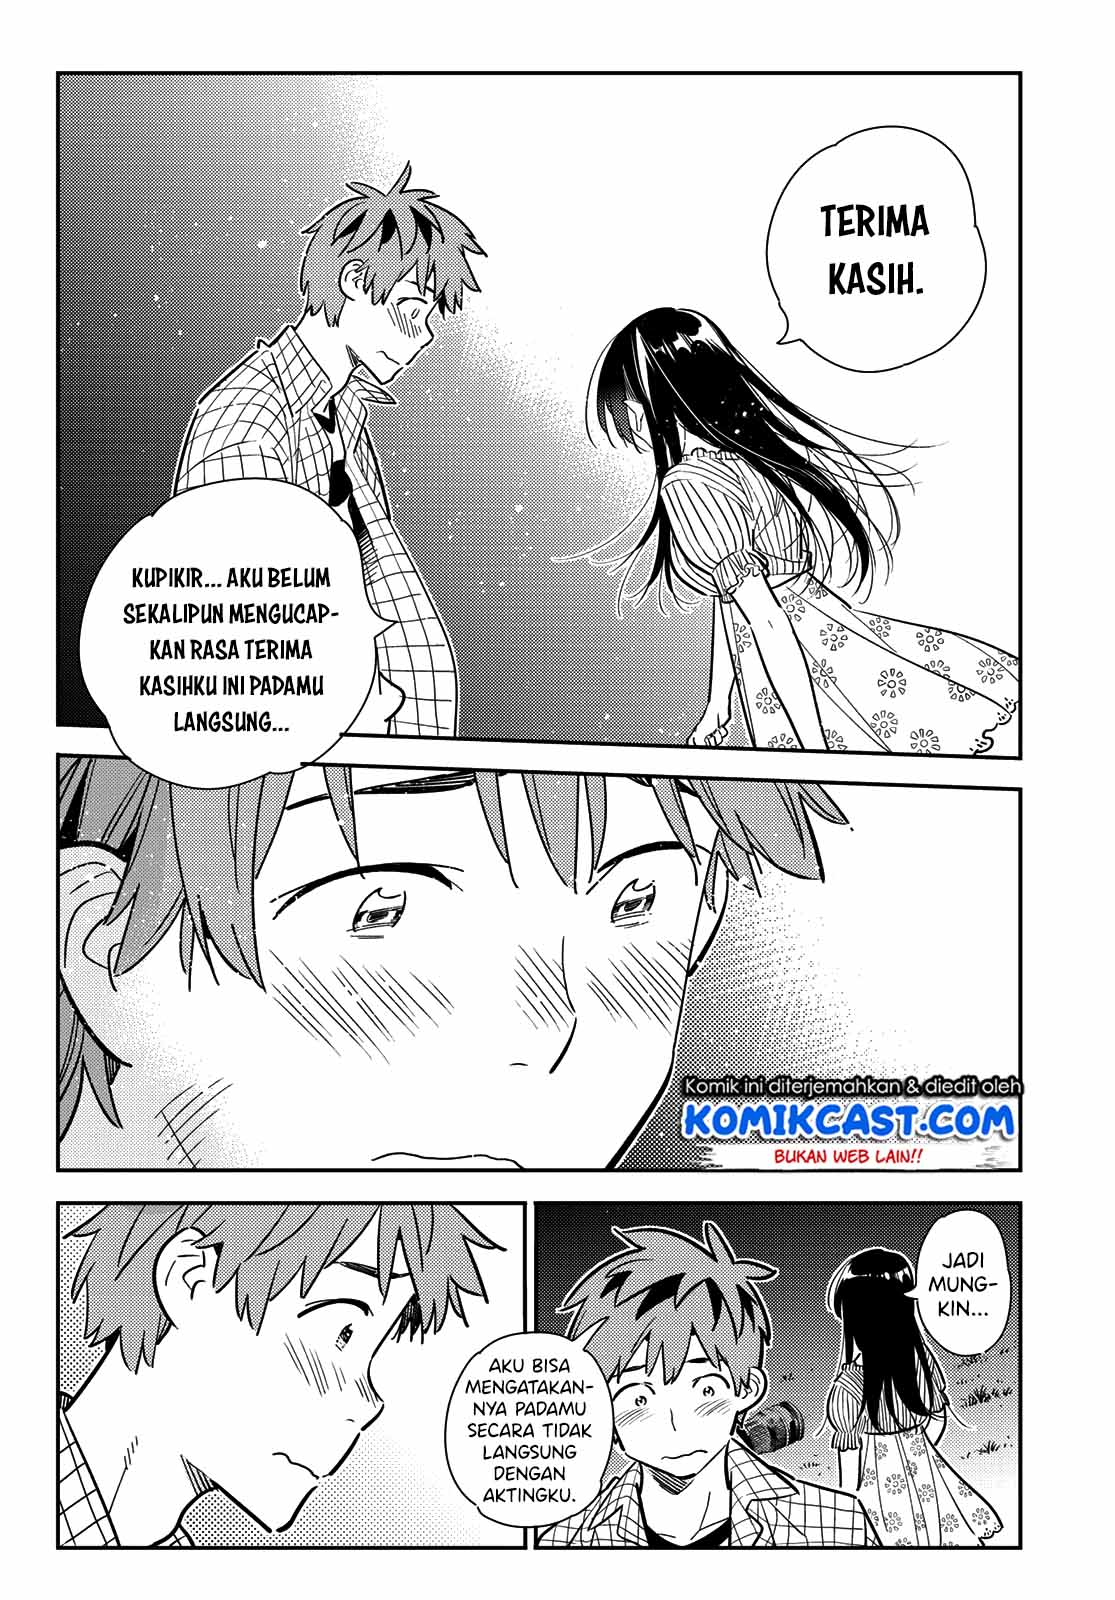 TERIMA
KASIH.
KUPIKIR... AKU BELUM
SEKALIPUN MENGUCAP-
KAN RASA TERIMA
KASIHKU INI PADAMU
LANGSUNG...
Komik ini diterjemahkan & diedit oleh
KOMIKCAST.COM
BUKAN WEB LAIN!!
JADI
MUNG-
KIN...
AKU BISA
MENGATAKAN-
NYA PADAMU
SECARA TIDAK
LANGSUNG
DENGAN
AKTINGKU.